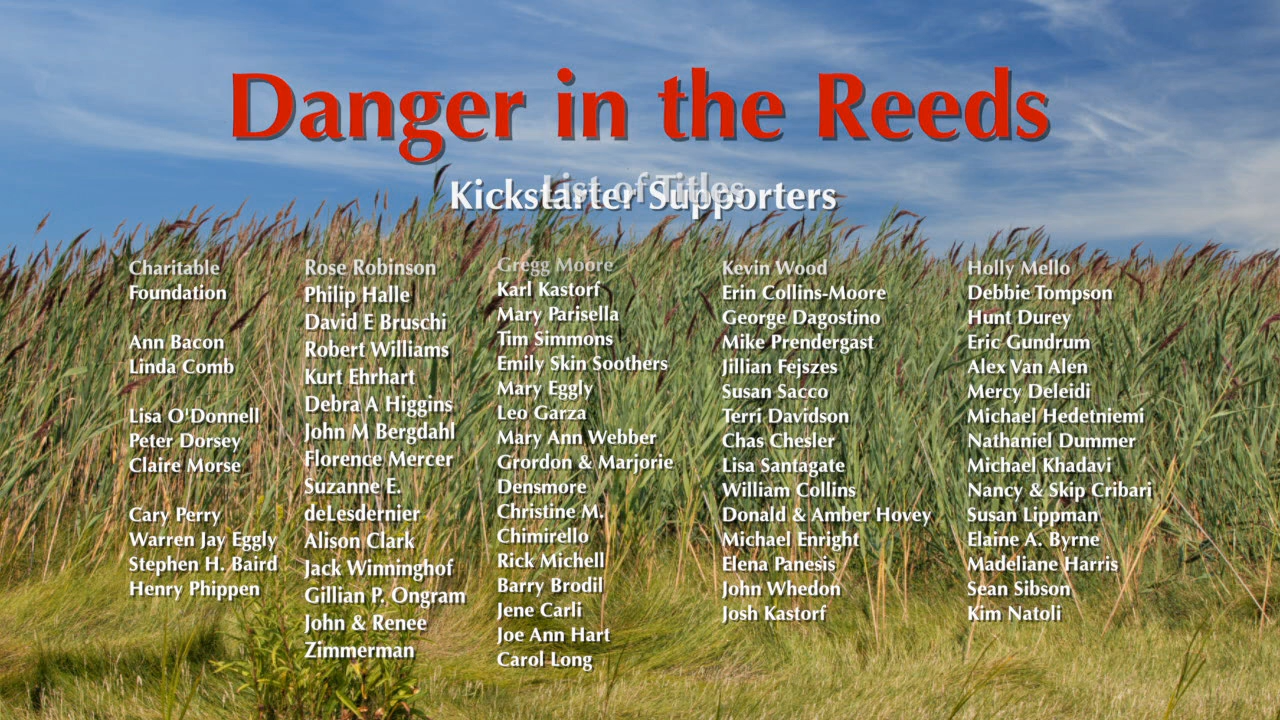 Danger in the Reeds
List of Titles
Kickstarter Supporters
Charitable
Foundation
Ann Bacon
Linda Comb
Lisa O'Donnell
Peter Dorsey
Claire Morse
Cary Perry
Warren Jay Eggly
Stephen H. Baird
Henry Phippen
Rose Robinson
Philip Halle
David E Bruschi
Robert Williams
Kurt Ehrhart
Debra A Higgins
John M Bergdahl
Florence Mercer
Suzanne E.
deLesdernier
Alison Clark
Jack Winninghof
Gillian P. Ongram
John & Renee
Zimmerman
Gregg Moore
Karl Kastorf
Mary Parisella
Tim Simmons
Emily Skin Soothers
Mary Eggly
Leo Garza
Mary Ann Webber
Grordon & Marjorie
Densmore
Christine M.
Chimirello
Rick Michell
Barry Brodil
Jene Carli
Joe Ann Hart
Carol Long
Kevin Wood
Erin Collins-Moore
George Dagostino
Mike Prendergast
Jillian Fejszes
Susan Sacco
Terri Davidson
Chas Chesler
Lisa Santagate
William Collins
Donald & Amber Hovey
Michael Enright
Elena Panesis
John Whedon
Josh Kastorf
Holly Mello
Debbie Tompson
Hunt Durey
Eric Gundrum
Alex Van Alen
Mercy Deleidi
Michael Hedetniemi
Nathaniel Dummer
Michael Khadavi
Nancy & Skip Cribari
Susan Lippman
Elaine A. Byrne
Madeliane Harris
Sean Sibson
Kim Natoli